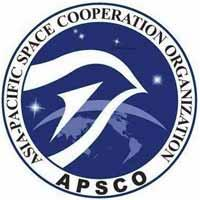 ASIA-PACIFIC SPACE COOPERATION ORGANIZATION
APSCO